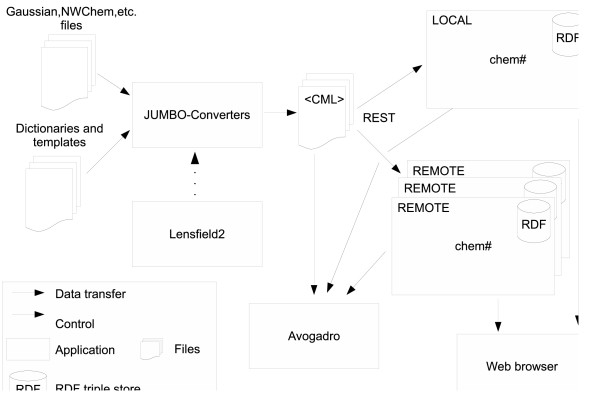 Gaussian,NWChem,etc.
files
Dictionaries and
templates
JUMBO-Converters
Lensfield2
<CML>
REST
LOCAL
RDF
chem#
REMOTE
REMOTE
REMOTE
RDF
chem#
Avogadro
Web browser
Data transfer
Control
Application
Files
RDF
RDF triple store